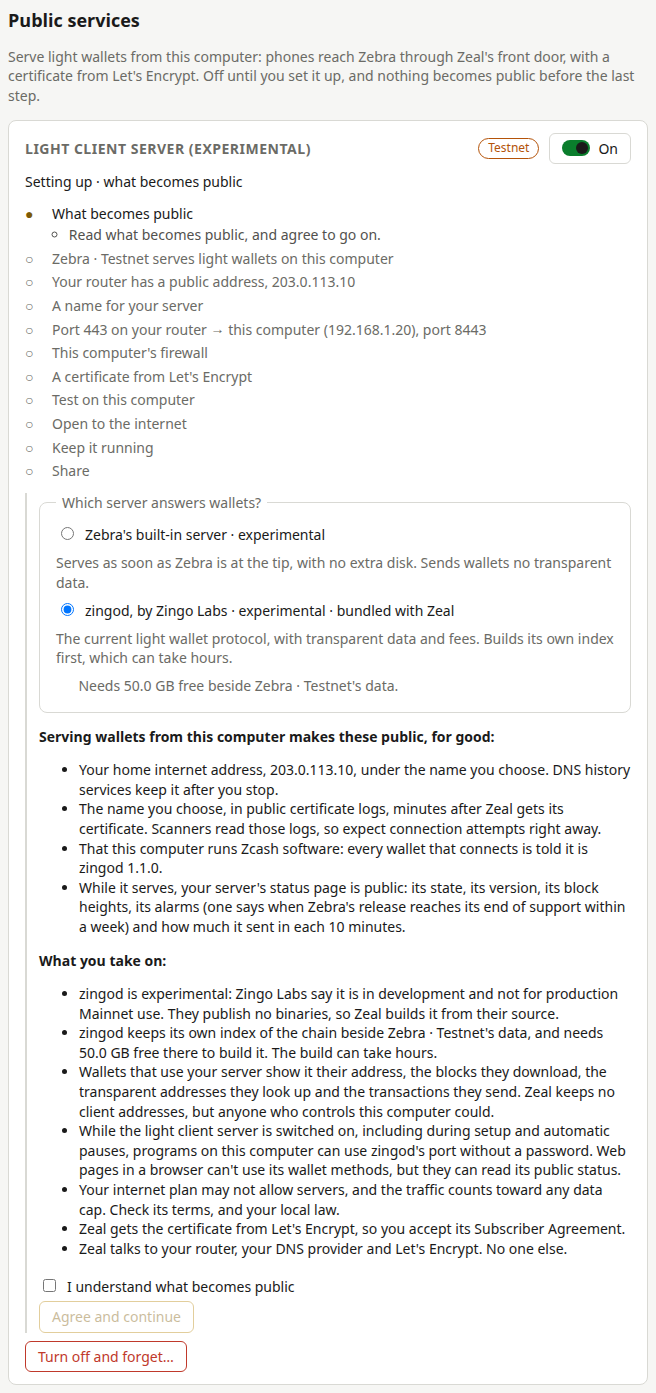 Public services
Serve light wallets from this computer: phones reach Zebra through Zeal's front door, with a
certificate from Let's Encrypt. Off until you set it up, and nothing becomes public before the last
step.
LIGHT CLIENT SERVER (EXPERIMENTAL)
Testnet
On
Setting up · what becomes public
What becomes public
Read what becomes public, and agree to go on.
Zebra · Testnet serves light wallets on this computer
Your router has a public address, 203.0.113.10
A name for your server
Port 443 on your router → this computer (192.168.1.20), port 8443
This computer's firewall
A certificate from Let's Encrypt
Test on this computer
Open to the internet
Keep it running
Share
Which server answers wallets?
Zebra's built-in server · experimental
Serves as soon as Zebra is at the tip, with no extra disk. Sends wallets no transparent
data.
zingod, by Zingo Labs · experimental · bundled with Zeal
The current light wallet protocol, with transparent data and fees. Builds its own index
first, which can take hours.
Needs 50.0 GB free beside Zebra · Testnet's data.
Serving wallets from this computer makes these public, for good:
Your home internet address, 203.0.113.10, under the name you choose. DNS history
services keep it after you stop.
The name you choose, in public certificate logs, minutes after Zeal gets its
certificate. Scanners read those logs, so expect connection attempts right away.
That this computer runs Zcash software: every wallet that connects is told it is
zingod 1.1.0.
While it serves, your server's status page is public: its state, its version, its block
heights, its alarms (one says when Zebra's release reaches its end of support within
a week) and how much it sent in each 10 minutes.
What you take on:
zingod is experimental: Zingo Labs say it is in development and not for production
Mainnet use. They publish no binaries, so Zeal builds it from their source.
zingod keeps its own index of the chain beside Zebra · Testnet's data, and needs
50.0 GB free there to build it. The build can take hours.
Wallets that use your server show it their address, the blocks they download, the
transparent addresses they look up and the transactions they send. Zeal keeps no
client addresses, but anyone who controls this computer could.
While the light client server is switched on, including during setup and automatic
pauses, programs on this computer can use zingod's port without a password. Web
pages in a browser can't use its wallet methods, but they can read its public status.
Your internet plan may not allow servers, and the traffic counts toward any data
cap. Check its terms, and your local law.
Zeal gets the certificate from Let's Encrypt, so you accept its Subscriber Agreement.
Zeal talks to your router, your DNS provider and Let's Encrypt. No one else.
I understand what becomes public
Agree and continue
Turn off and forget...